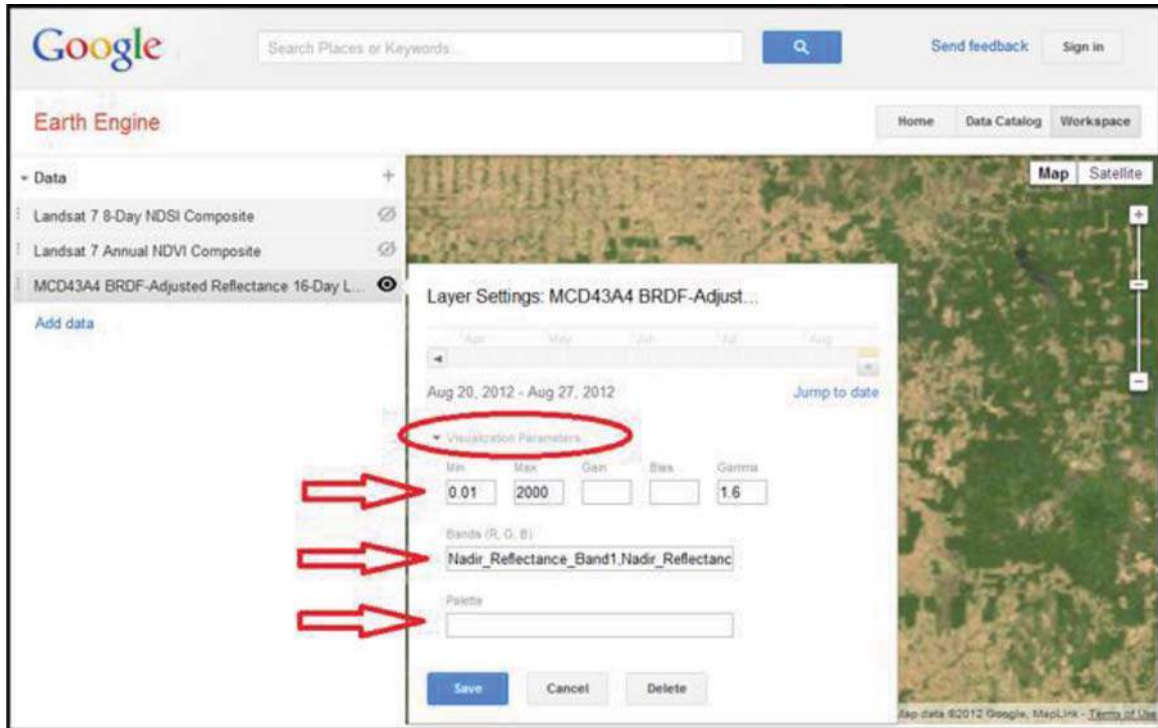 Google
Search Places or Keywords...
Send feedback
Sign in
Earth Engine
Home
Data Catalog
Workspace
Data
Map
Satellite
Landsat 7 8-Day NDSI Composite
Landsat 7 Annual NDVI Composite
MCD43A4 BRDF-Adjusted Reflectance 16-Day L...
Add data
Layer Settings: MCD43A4 BRDF-Adjust...
Apr May Jun Jul Aug
Aug 20, 2012 - Aug 27, 2012
Jump to date
Visualization Parameters
Min Max Gain Bias Gamma
0.01 2000 1.6
Bands (R, G, B)
Nadir_Reflectance_Band1,Nadir_Reflectanc
Palette
Save
Cancel
Delete
Map data ©2012 Google, MapLink - Terms of Use